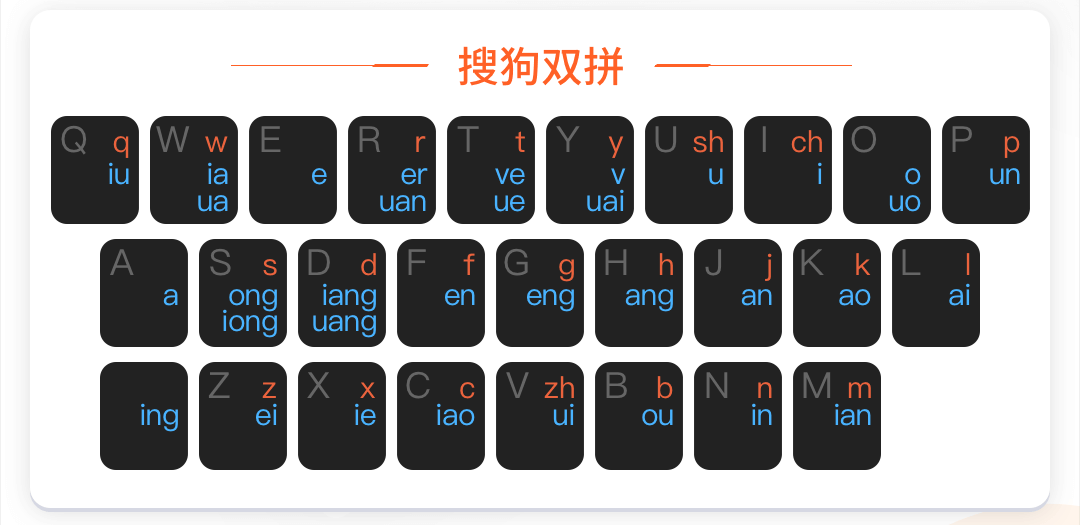 搜狗双拼
Q q W w E R r T t Y y U sh I ch O P p
iu ia e er ve v u i o un
ua uan ue uai uo
A S s D d F f G g H h J j K k L l
a ong iang en eng ang an ao ai
iong uang
Z z X x C c V zh B b N n M m
ing ei ie iao ui ou in ian